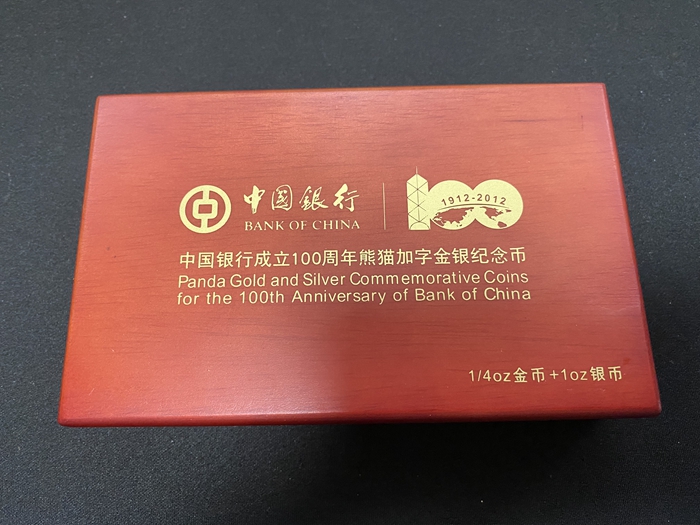 中国銀行
BANK OF CHINA
1912-2012
中国银行成立100周年熊猫加字金银纪念币
Panda Gold and Silver Commemorative Coins
for the 100th Anniversary of Bank of China
1/4oz金币+1oz银币